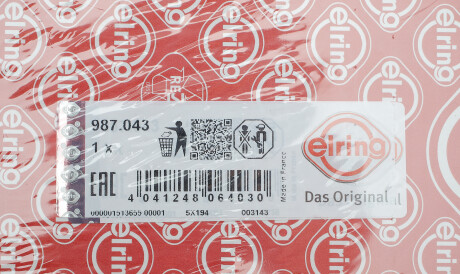 987.043
1 x
EAC
4 041248 064030
000001513659 00001 5X194 003143
Made in France
elring
Das Original